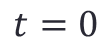 t = 0